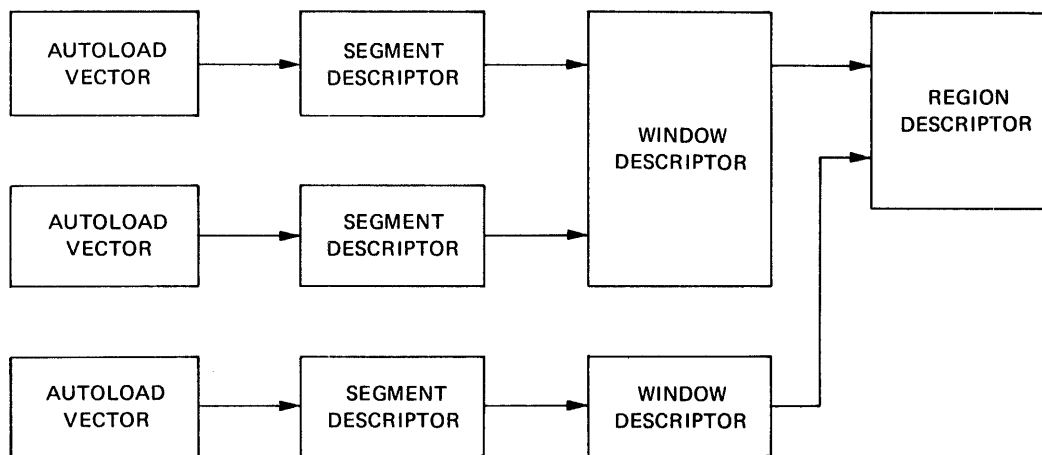 AUTOLOAD
VECTOR
SEGMENT
DESCRIPTOR
WINDOW
DESCRIPTOR
REGION
DESCRIPTOR
AUTOLOAD
VECTOR
SEGMENT
DESCRIPTOR
AUTOLOAD
VECTOR
SEGMENT
DESCRIPTOR
WINDOW
DESCRIPTOR